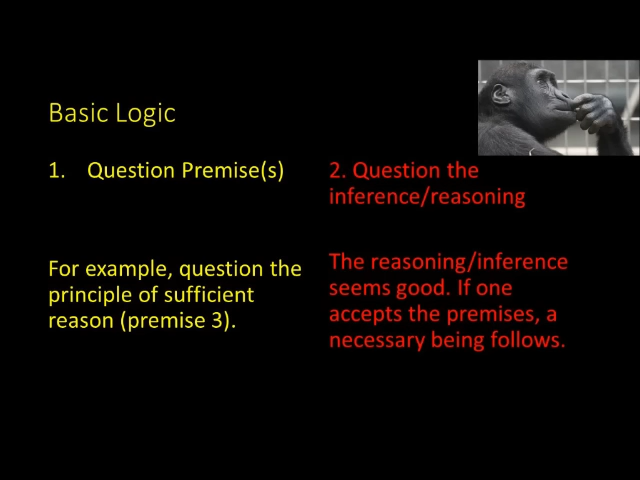 Basic Logic
1. Question Premise(s)
For example, question the
principle of sufficient
reason (premise 3).
2. Question the
inference/reasoning
The reasoning/inference
seems good. If one
accepts the premises, a
necessary being follows.